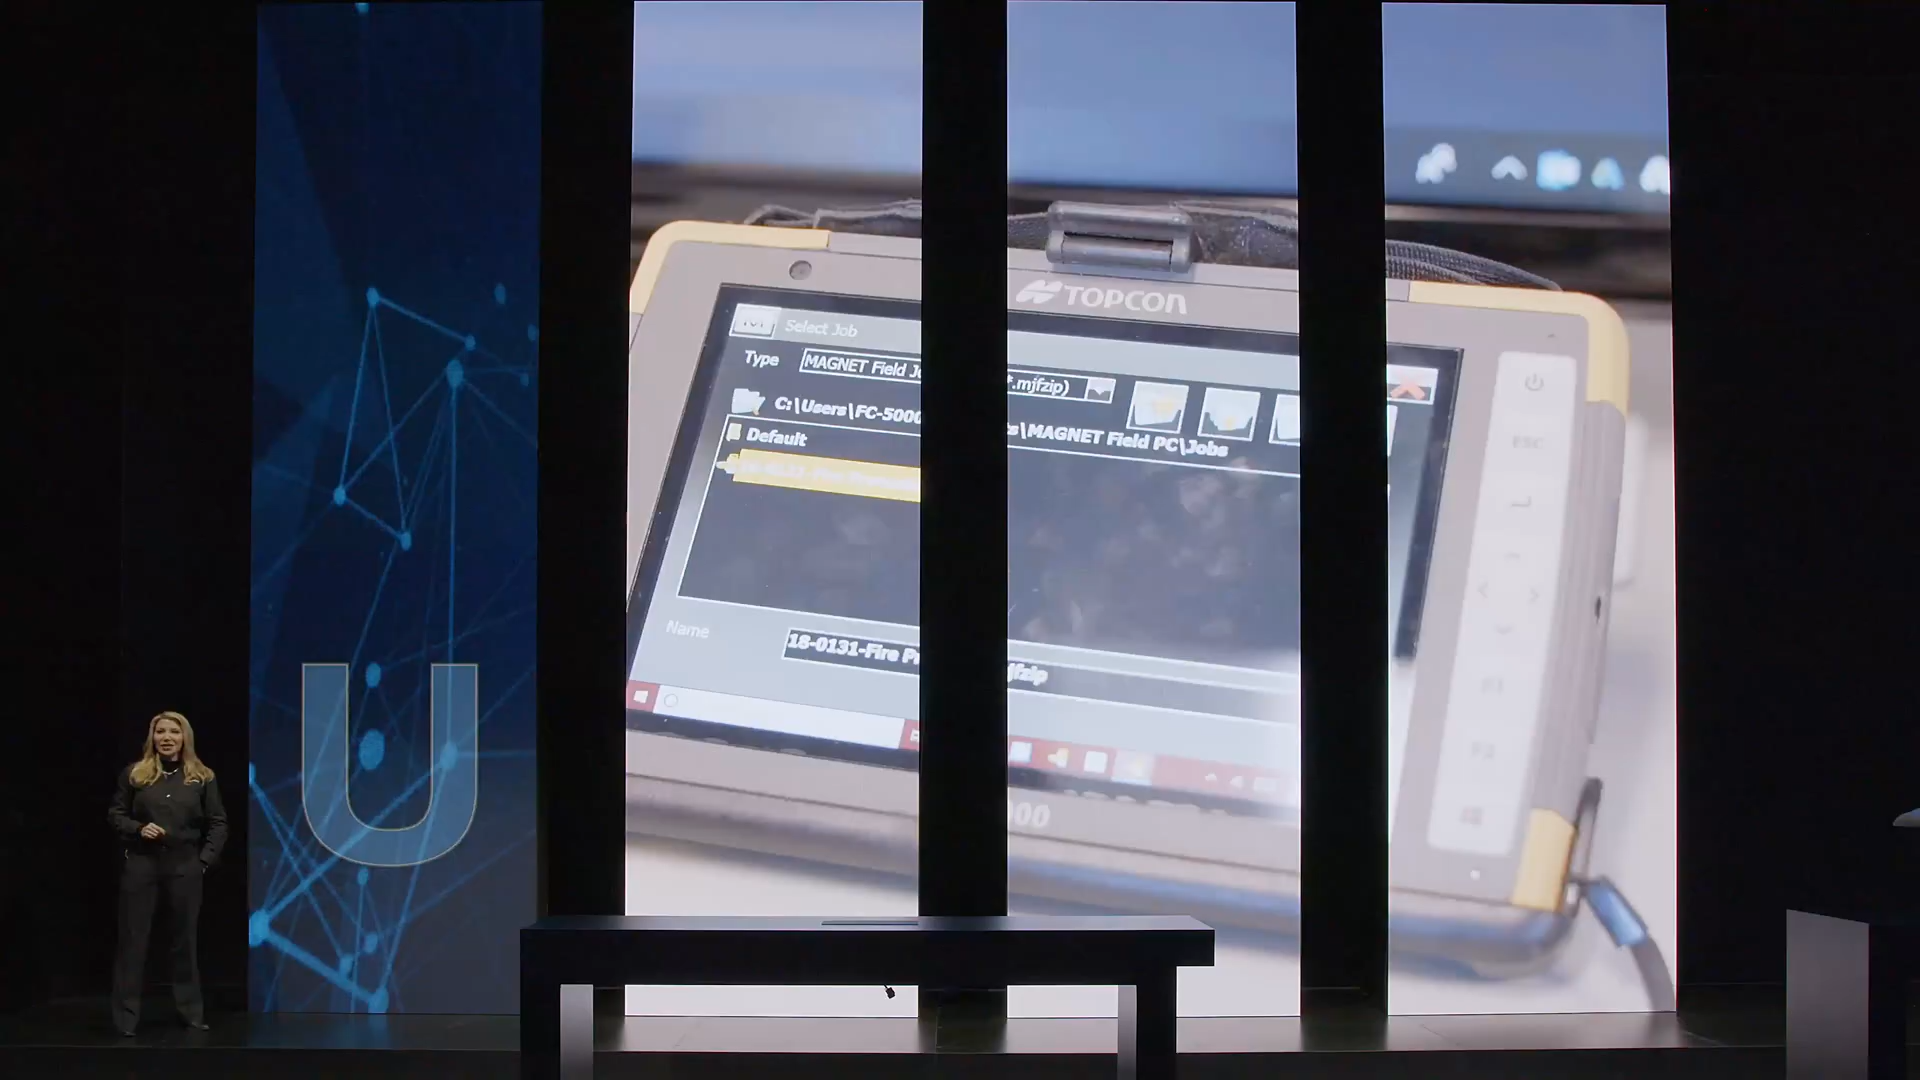 U
TOPCON
Select Job
Type MAGNET Field *.mjfzip)
C:\Users\FC-5000 \MAGNET Field PC\Jobs
Default
Name 18-0131-Fire
ESC